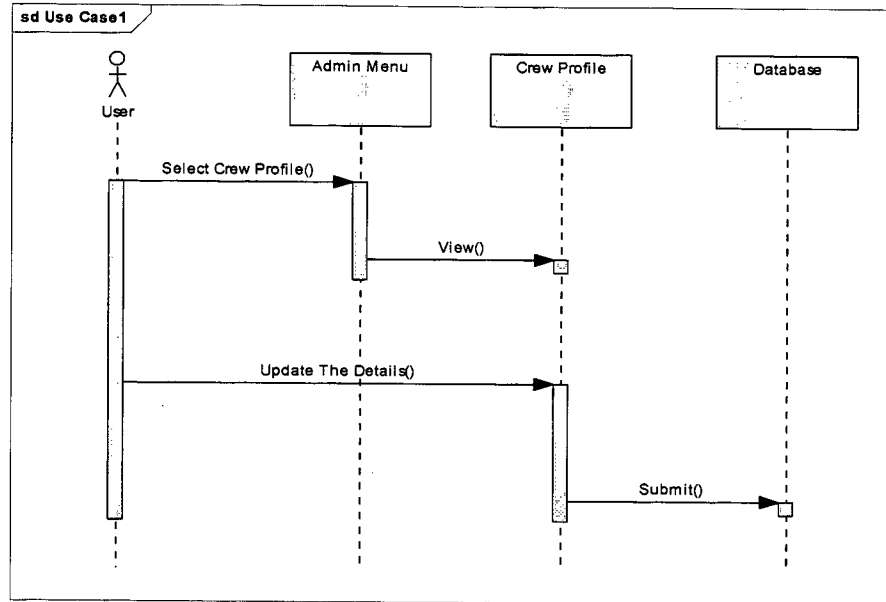 sd Use Case1
Admin Menu
Crew Profile
Database
User
Select Crew Profile()
View()
Update The Details()
Submit()